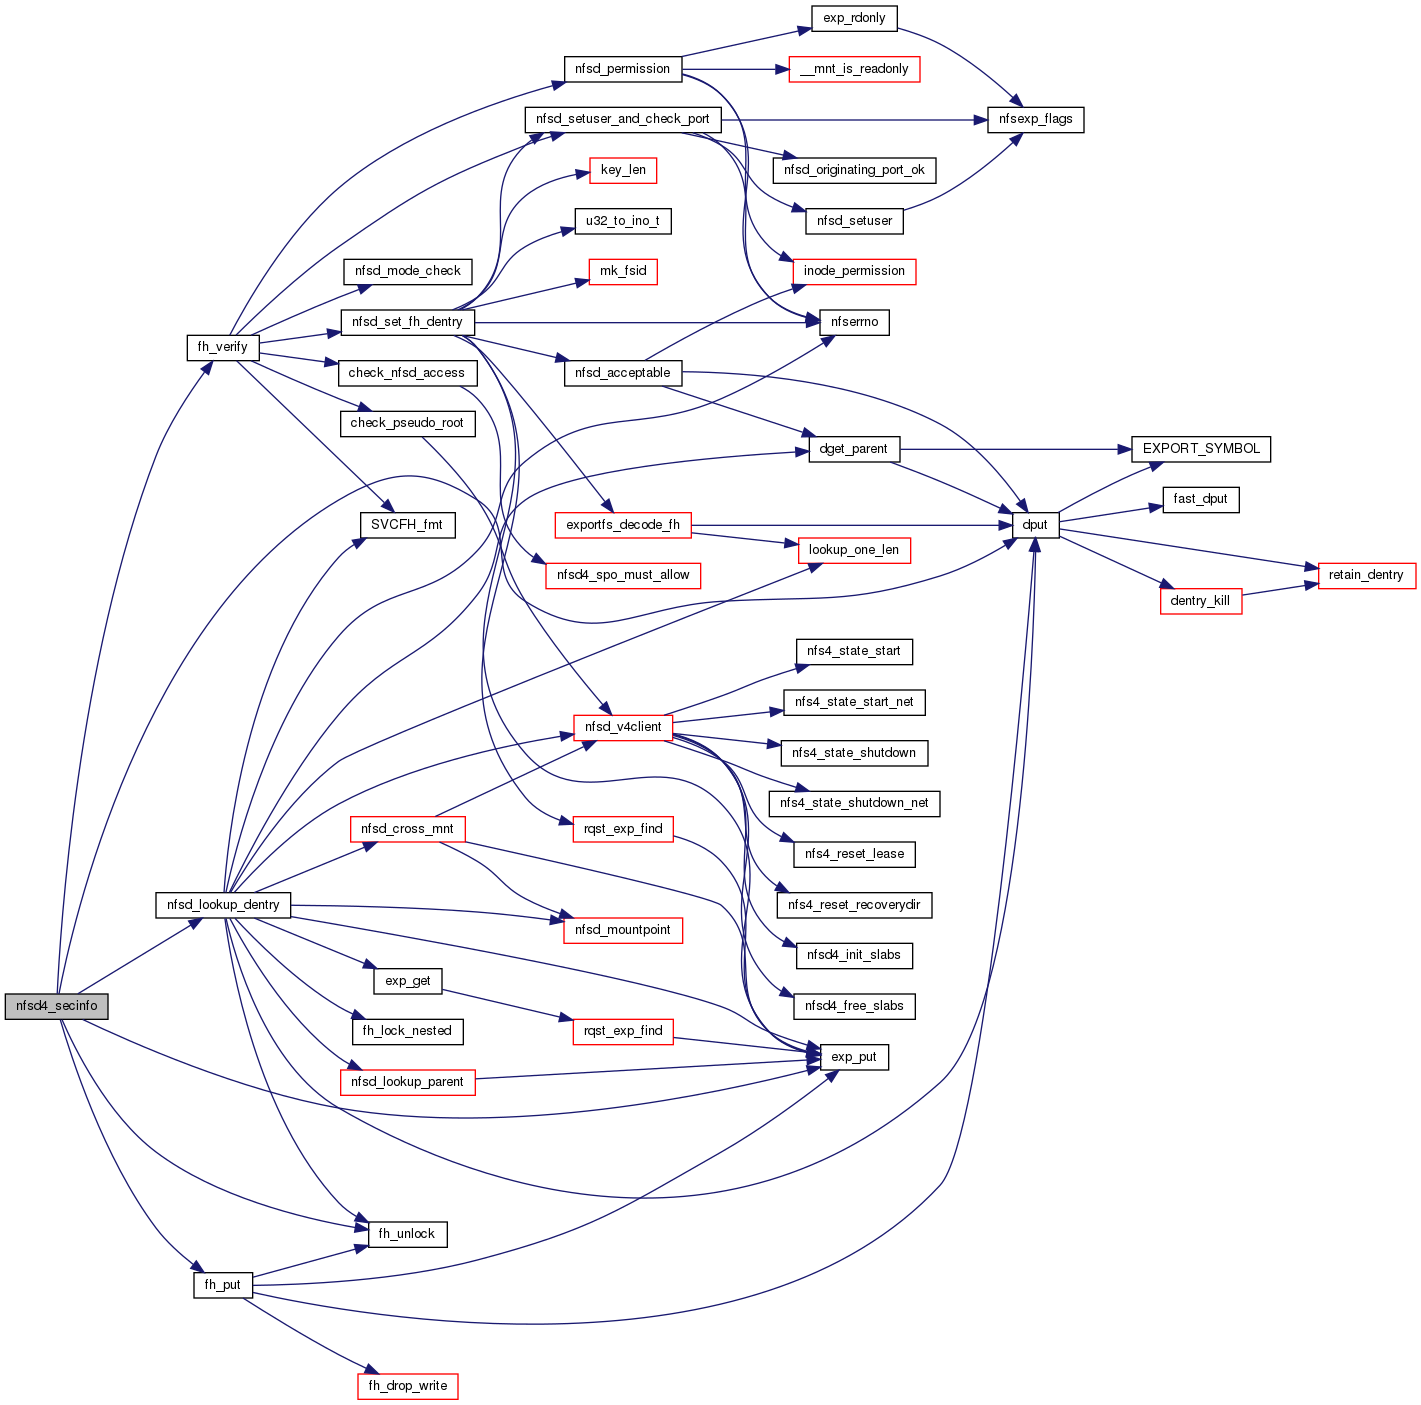 exp_rdonly
nfsd_permission
__mnt_is_readonly
nfsd_setuser_and_check_port
nfsexp_flags
key_len
nfsd_originating_port_ok
u32_to_ino_t
nfsd_setuser
nfsd_mode_check
mk_fsid
inode_permission
nfsd_set_fh_dentry
nfserrno
fh_verify
check_nfsd_access
nfsd_acceptable
check_pseudo_root
dget_parent
EXPORT_SYMBOL
fast_dput
SVCFH_fmt
exportfs_decode_fh
dput
lookup_one_len
nfsd4_spo_must_allow
retain_dentry
dentry_kill
nfs4_state_start
nfs4_state_start_net
nfsd_v4client
nfs4_state_shutdown
nfs4_state_shutdown_net
nfsd_cross_mnt
rqst_exp_find
nfs4_reset_lease
nfsd_lookup_dentry
nfs4_reset_recoverydir
nfsd_mountpoint
nfsd4_init_slabs
exp_get
nfsd4_secinfo
nfsd4_free_slabs
fh_lock_nested
rqst_exp_find
exp_put
nfsd_lookup_parent
fh_unlock
fh_put
fh_drop_write